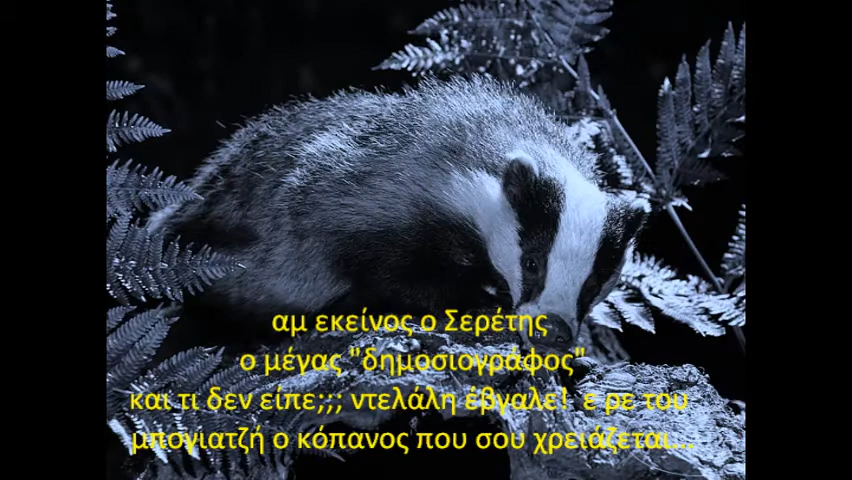 αμ εκείνος ο Σερέτης
ο μέγας "δημοσιογράφος"
και τι δεν είπε;;; ντελάλη έβγαλε! ε ρε του
μπογιατζή ο κόπανος που σου χρειάζεται...